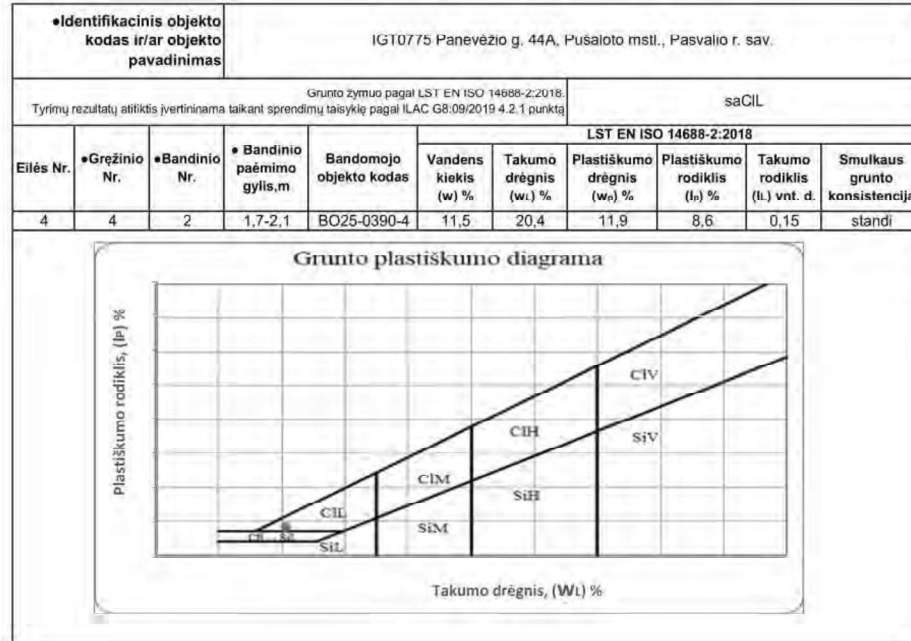 ●Identifikacinis objekto kodas ir/ar objekto pavadinimas
IGT0775 Panevėžio g. 44A, Pušaloto mstl., Pasvalio r. sav.
Grunto žymuo pagal LST EN ISO 14688-2:2018.
Tyrimų rezultatų atitiktis įvertininama taikant sprendimų taisyklę pagal ILAC G8:09/2019 4.2.1 punktą
saClL
LST EN ISO 14688-2:2018
Eilės Nr. ●Gręžinio Nr. ●Bandinio Nr. ● Bandinio paėmimo gylis,m Bandomojo objekto kodas Vandens kiekis (w) % Takumo drėgnis (wL) % Plastiškumo drėgnis (wp) % Plastiškumo rodiklis (Ip) % Takumo rodiklis (IL) vnt. d. Smulkaus grunto konsistencija
4 4 2 1,7-2,1 BO25-0390-4 11,5 20,4 11,9 8,6 0,15 standi
Grunto plastiškumo diagrama
Plastiškumo rodiklis, (IP) %
ClV
ClH
SiV
ClM
SiH
ClL
SiM
SiL
Takumo drėgnis, (WL) %